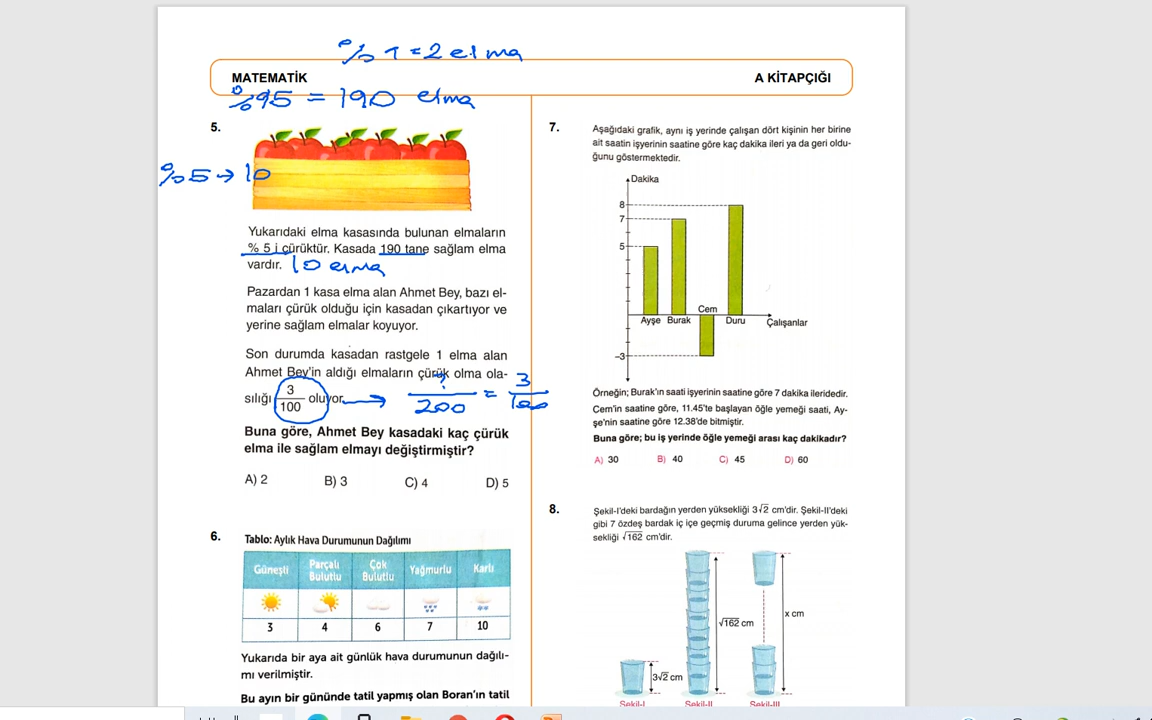 % 1 = 2 elma
MATEMATİK
A KİTAPÇIĞI
%95 = 190 elma
5.
%5 → 10
Yukarıdaki elma kasasında bulunan elmaların
% 5 i çürüktür. Kasada 190 tane sağlam elma
vardır. 10 elma
Pazardan 1 kasa elma alan Ahmet Bey, bazı el-
maları çürük olduğu için kasadan çıkartıyor ve
yerine sağlam elmalar koyuyor.
Son durumda kasadan rastgele 1 elma alan
Ahmet Bey'in aldığı elmaların çürük olma ola-
sılığı 3/100 oluyor. → ?/200 = 3/100
Buna göre, Ahmet Bey kasadaki kaç çürük
elma ile sağlam elmayı değiştirmiştir?
A) 2 B) 3 C) 4 D) 5
6.
Tablo: Aylık Hava Durumunun Dağılımı
Güneşli Parçalı Bulutlu Çok Bulutlu Yağmurlu Karlı
3 4 6 7 10
Yukarıda bir aya ait günlük hava durumunun dağılı-
mı verilmiştir.
Bu ayın bir gününde tatil yapmış olan Boran'ın tatil
7.
Aşağıdaki grafik, aynı iş yerinde çalışan dört kişinin her birine
ait saatin işyerinin saatine göre kaç dakika ileri ya da geri oldu-
ğunu göstermektedir.
Dakika
8
7
5
Cem
Ayşe Burak Duru Çalışanlar
–3
Örneğin; Burak'ın saati işyerinin saatine göre 7 dakika ileridedir.
Cem'in saatine göre, 11.45'te başlayan öğle yemeği saati, Ay-
şe'nin saatine göre 12.38'de bitmiştir.
Buna göre; bu iş yerinde öğle yemeği arası kaç dakikadır?
A) 30 B) 40 C) 45 D) 60
8.
Şekil-I'deki bardağın yerden yüksekliği 3√2 cm'dir. Şekil-II'deki
gibi 7 özdeş bardak iç içe geçmiş duruma gelince yerden yük-
sekliği √162 cm'dir.
x cm
√162 cm
3√2 cm
Şekil-I Şekil-II Şekil-III